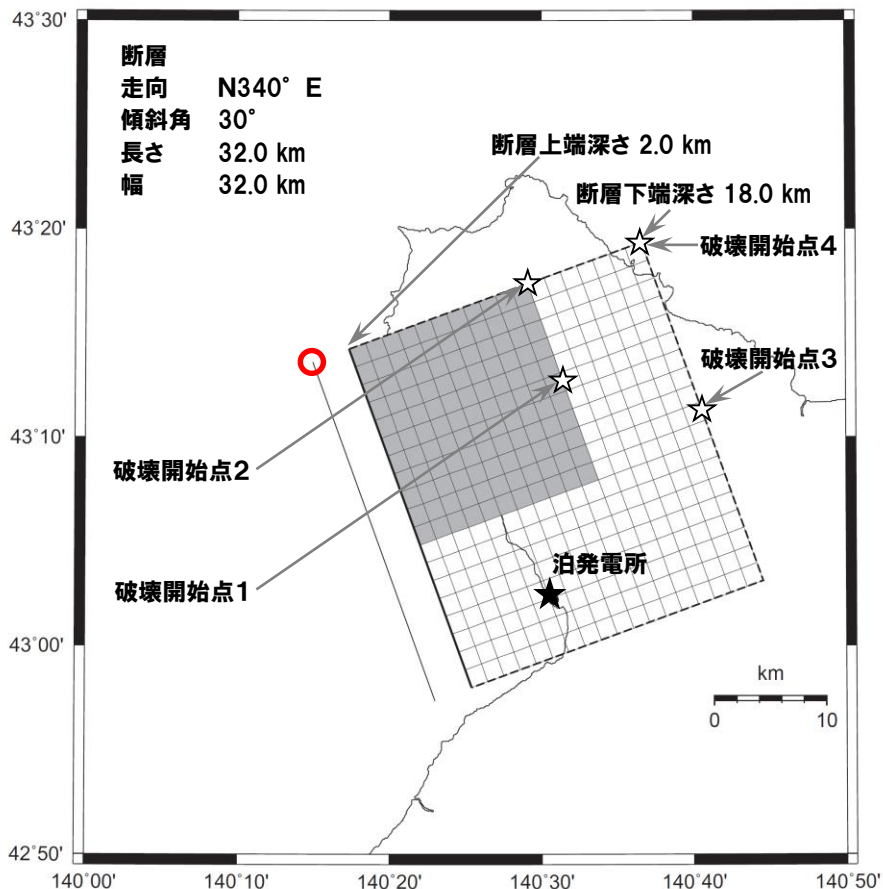 43°30'
断層
走向 N340°E
傾斜角 30°
長さ 32.0 km
幅 32.0 km
断層上端深さ 2.0 km
断層下端深さ 18.0 km
43°20'
破壊開始点4
破壊開始点3
43°10'
破壊開始点2
泊発電所
破壊開始点1
43°00'
km
0 10
42°50'
140°00' 140°10' 140°20' 140°30' 140°40' 140°50'